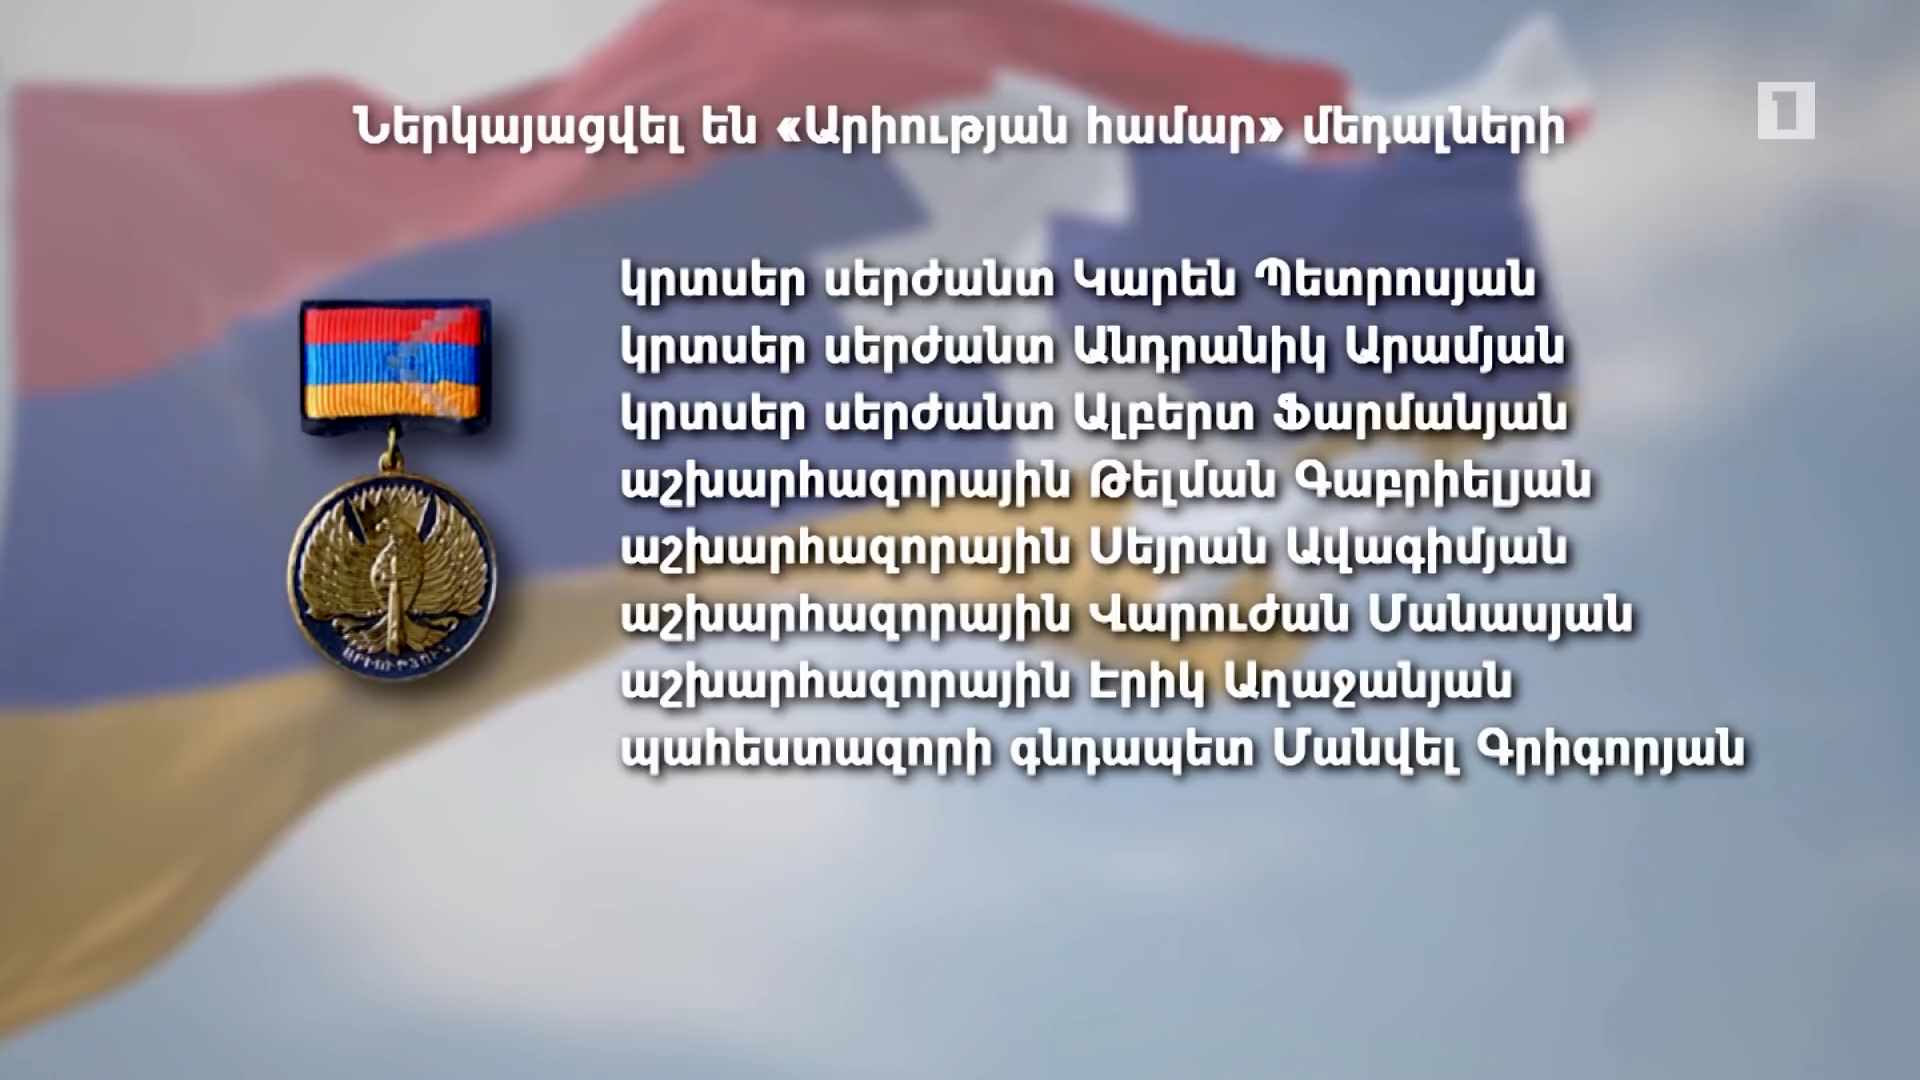 Ներկայացվել են «Արիության համար» մեդալների
1
կրտսեր սերժանտ Կարեն Պետրոսյան
կրտսեր սերժանտ Անդրանիկ Արամյան
կրտսեր սերժանտ Ալբերտ Ֆարմանյան
աշխարհազորային Թելման Գաբրիելյան
աշխարհազորային Սեյրան Ավագիմյան
աշխարհազորային Վարուժան Մանասյան
աշխարհազորային Էրիկ Աղաջանյան
պահեստազորի գնդապետ Մանվել Գրիգորյան